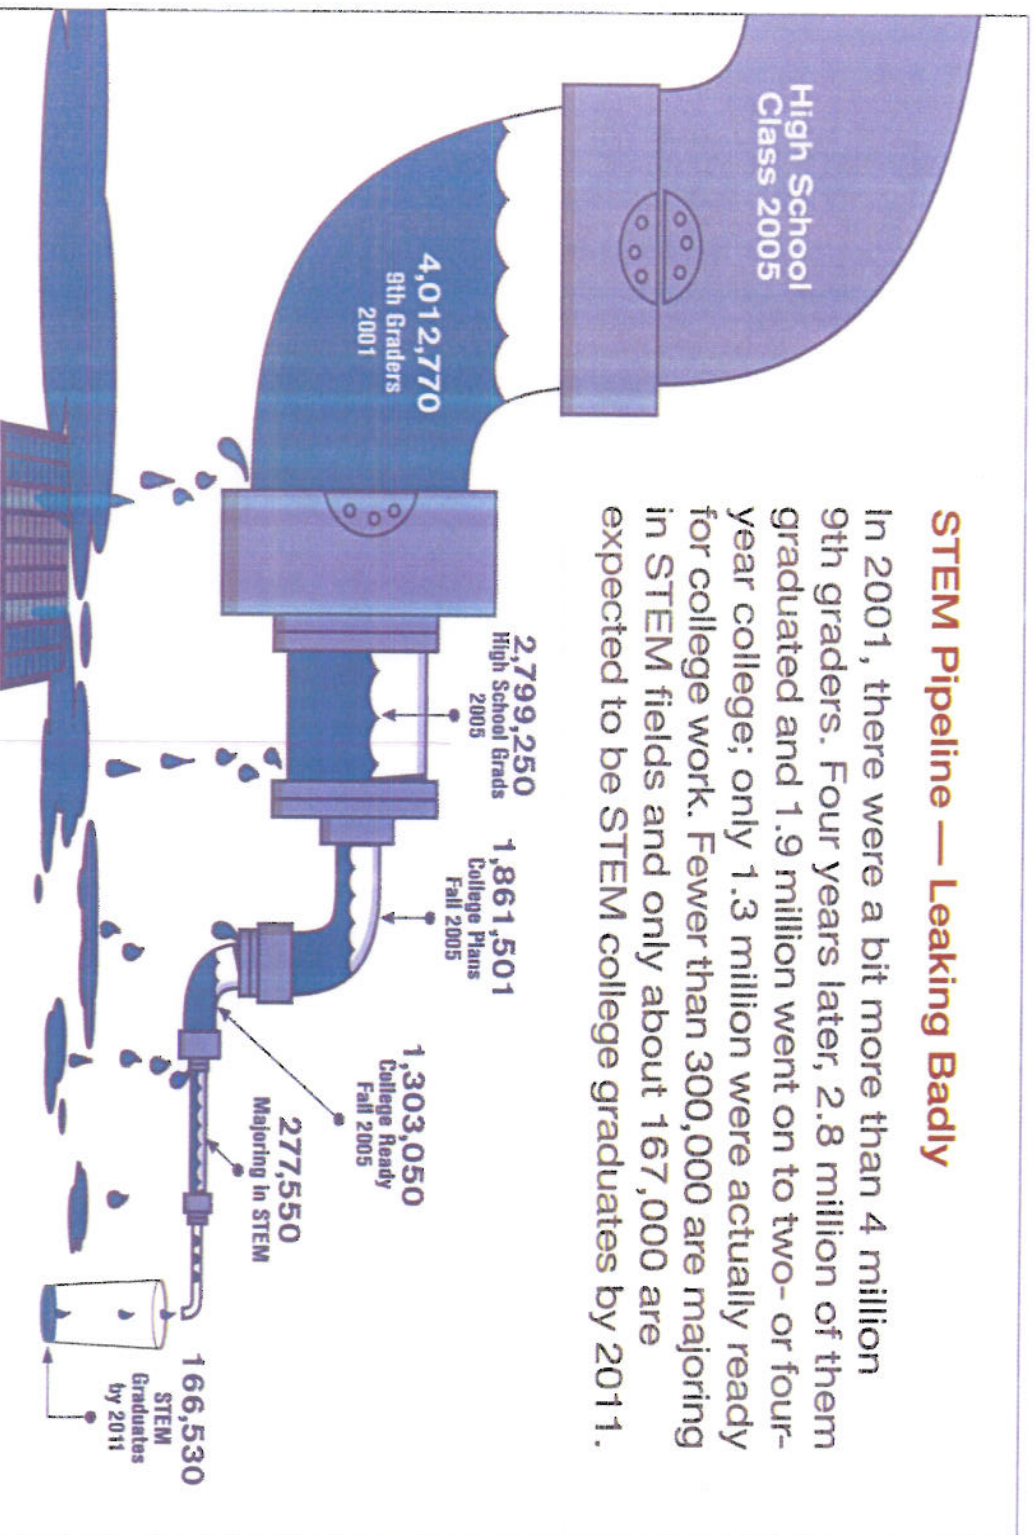 STEM Pipeline — Leaking Badly
In 2001, there were a bit more than 4 million
9th graders. Four years later, 2.8 million of them
graduated and 1.9 million went on to two- or four-
year college; only 1.3 million were actually ready
for college work. Fewer than 300,000 are majoring
in STEM fields and only about 167,000 are
expected to be STEM college graduates by 2011.
High School
Class 2005
4,012,770
9th Graders
2001
2,799,250
High School Grads
2005
1,861,501
College Plans
Fall 2005
1,303,050
College Ready
Fall 2005
277,550
Majoring in STEM
166,530
STEM
Graduates
by 2011